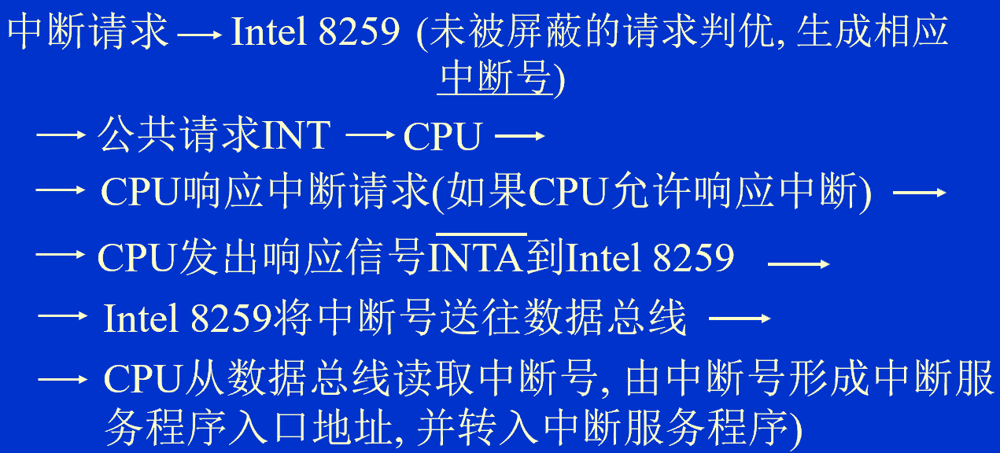 中断请求 → Intel 8259 (未被屏蔽的请求判优, 生成相应
中断号)
→ 公共请求INT → CPU →
→ CPU响应中断请求(如果CPU允许响应中断) →
→ CPU发出响应信号I̅N̅T̅A̅到Intel 8259 →
→ Intel 8259将中断号送往数据总线 →
→ CPU从数据总线读取中断号, 由中断号形成中断服
务程序入口地址, 并转入中断服务程序)